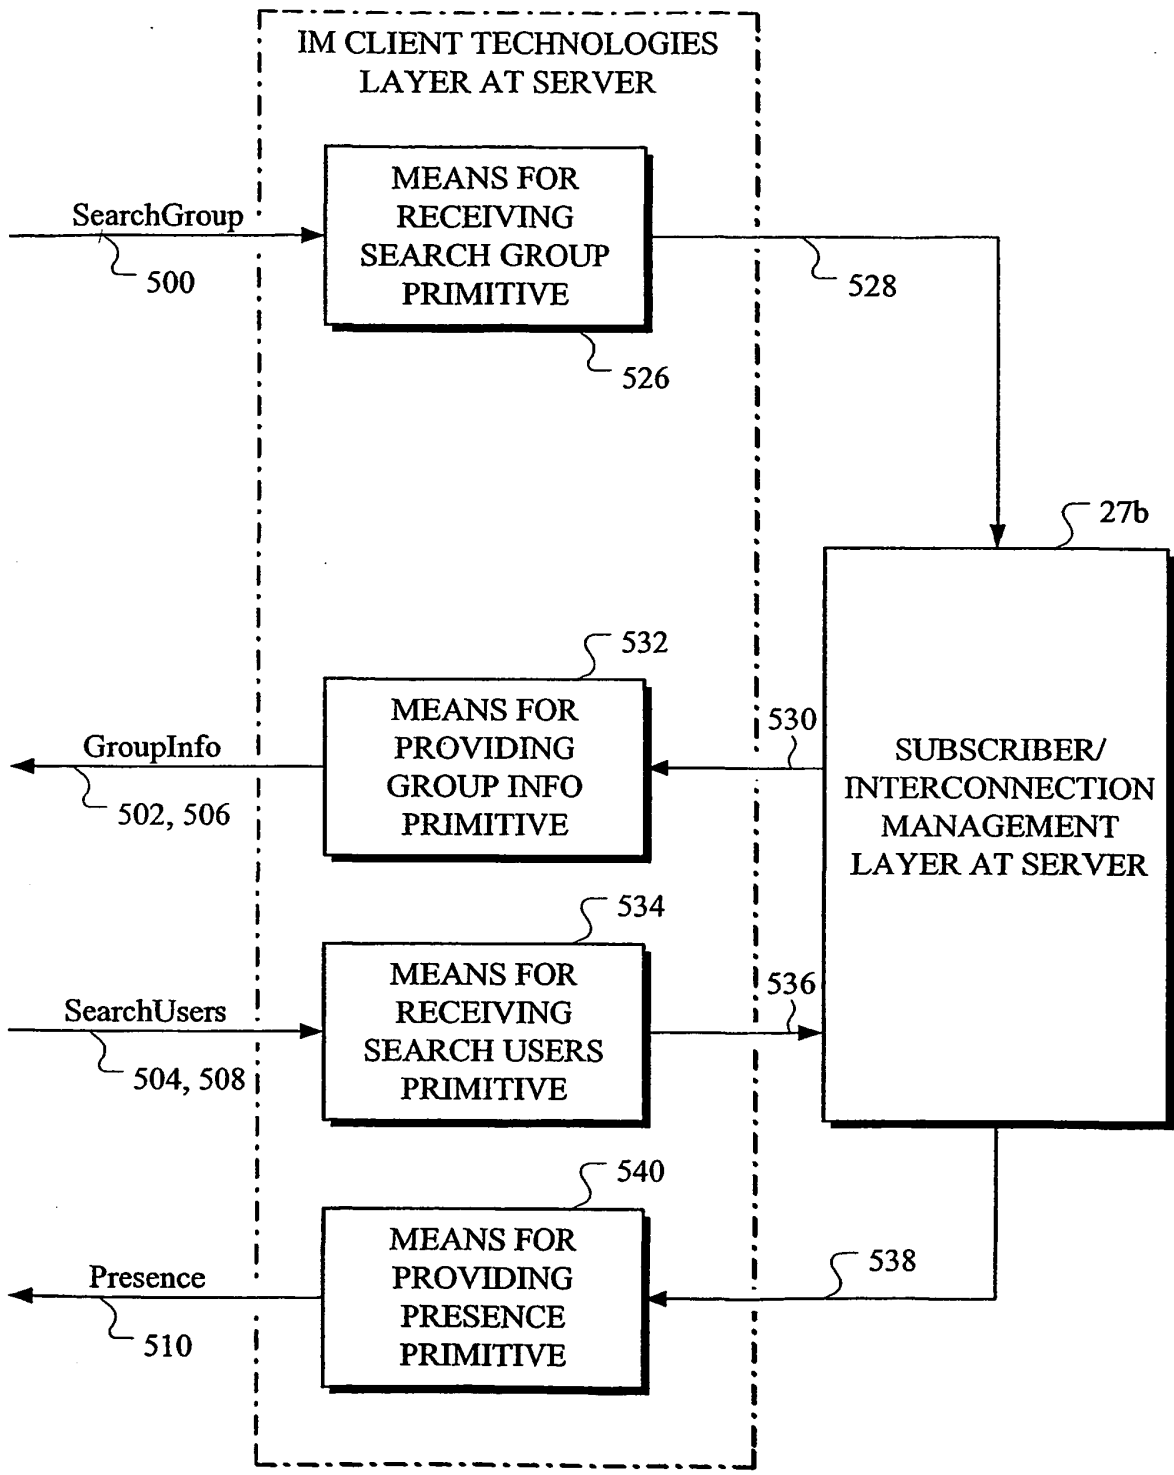 IM CLIENT TECHNOLOGIES
LAYER AT SERVER
MEANS FOR
RECEIVING
SEARCH GROUP
PRIMITIVE
SearchGroup
500
528
526
27b
532
MEANS FOR
PROVIDING
GROUP INFO
PRIMITIVE
GroupInfo
502, 506
530
SUBSCRIBER/
INTERCONNECTION
MANAGEMENT
LAYER AT SERVER
534
MEANS FOR
RECEIVING
SEARCH USERS
PRIMITIVE
SearchUsers
504, 508
536
540
MEANS FOR
PROVIDING
PRESENCE
PRIMITIVE
Presence
510
538